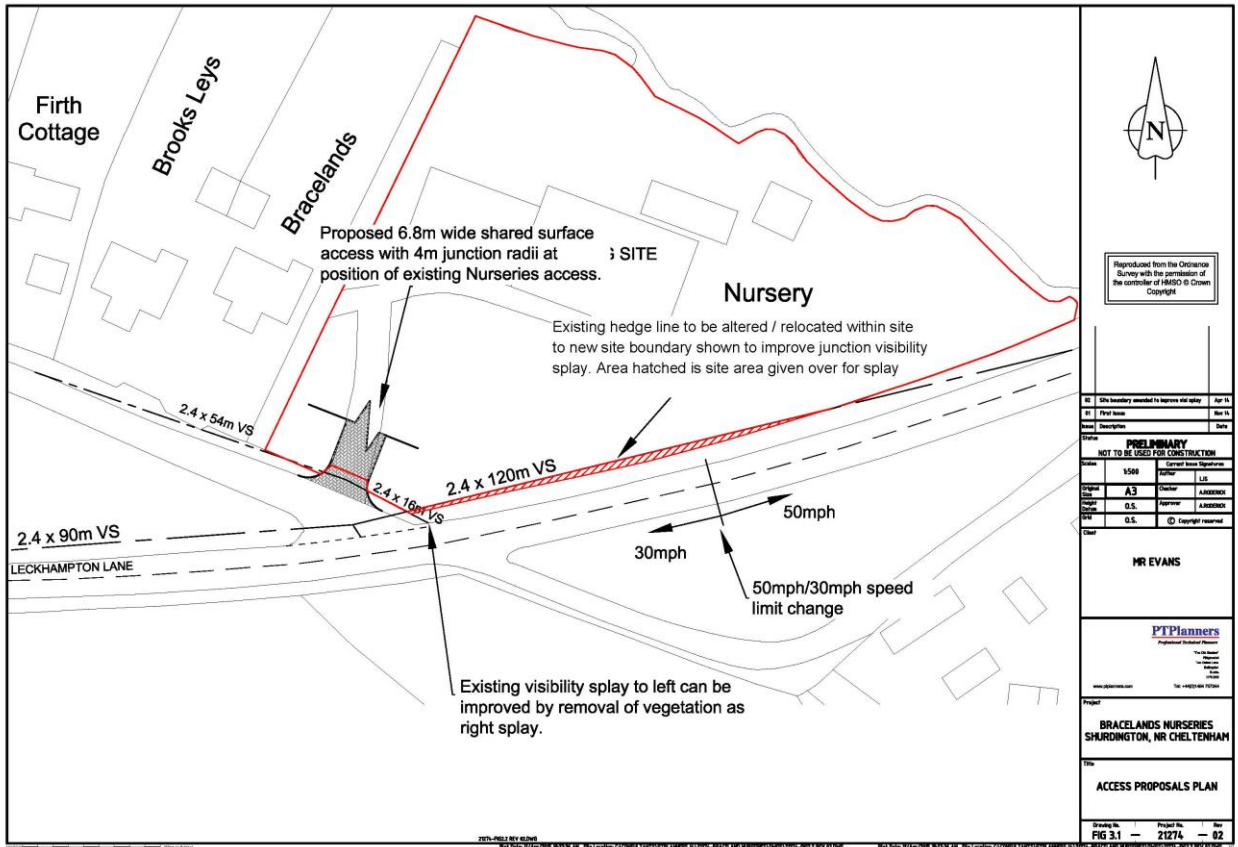 Firth
Cottage
Brooks Leys
Bracelands
Proposed 6.8m wide shared surface
access with 4m junction radii at
position of existing Nurseries access.
SITE
Nursery
Existing hedge line to be altered / relocated within site
to new site boundary shown to improve junction visibility
splay. Area hatched is site area given over for splay
2.4 x 54m VS
2.4 x 16m VS
2.4 x 120m VS
2.4 x 90m VS
LECKHAMPTON LANE
50mph
30mph
50mph/30mph speed
limit change
Existing visibility splay to left can be
improved by removal of vegetation as
right splay.
N
Reproduced from the Ordnance
Survey with the permission of
the controller of HMSO © Crown
Copyright
02 Site boundary amended to improve vist splay Apr 14
01 First Issue Nov 14
Issue Description Date
Status
PRELIMINARY
NOT TO BE USED FOR CONSTRUCTION
Scales 1:500 Current Issue Signatures
Author LJS
Original Size A3 Checker A.RODERICK
Height Datum O.S. Approver A.RODERICK
Grid O.S. © Copyright reserved
Client
MR EVANS
PTPlanners
Professional Technical Planners
www.ptplanners.com
Project
BRACELANDS NURSERIES
SHURDINGTON, NR CHELTENHAM
Title
ACCESS PROPOSALS PLAN
Drawing No. Project No. Rev
FIG 3.1 — 21274 — 02